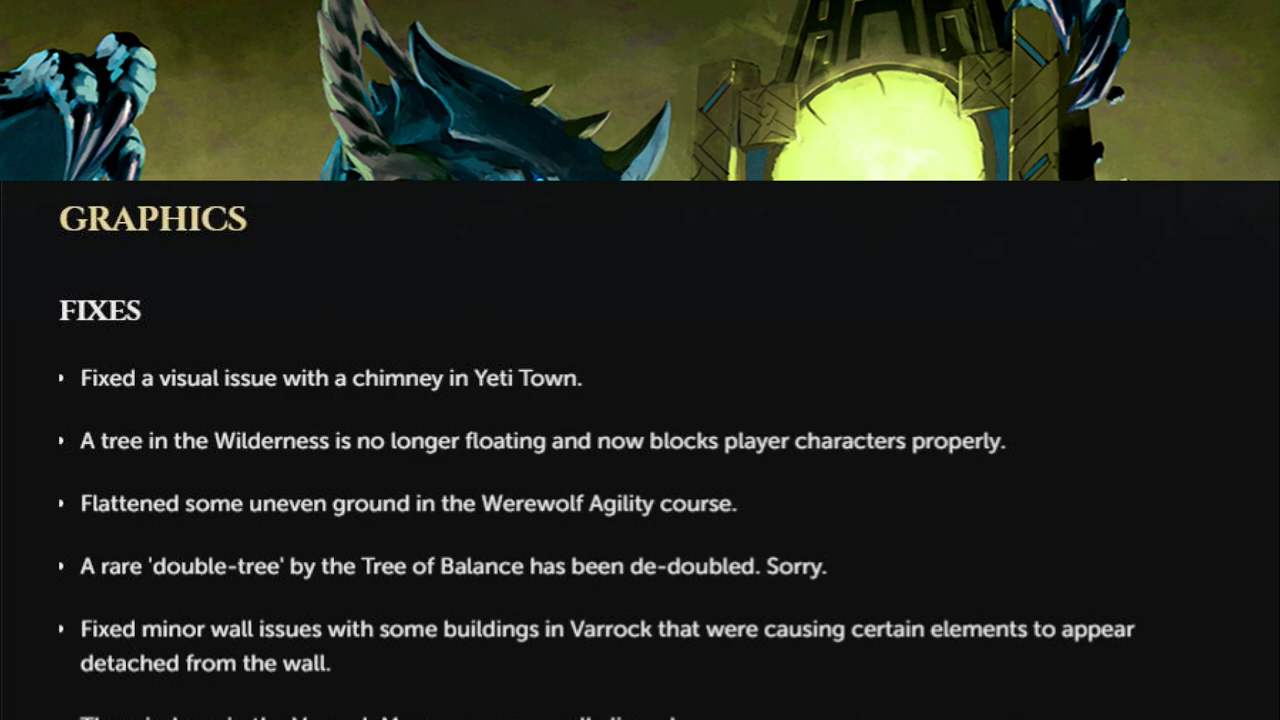 GRAPHICS
FIXES
Fixed a visual issue with a chimney in Yeti Town.
A tree in the Wilderness is no longer floating and now blocks player characters properly.
Flattened some uneven ground in the Werewolf Agility course.
A rare 'double-tree' by the Tree of Balance has been de-doubled. Sorry.
Fixed minor wall issues with some buildings in Varrock that were causing certain elements to appear
detached from the wall.